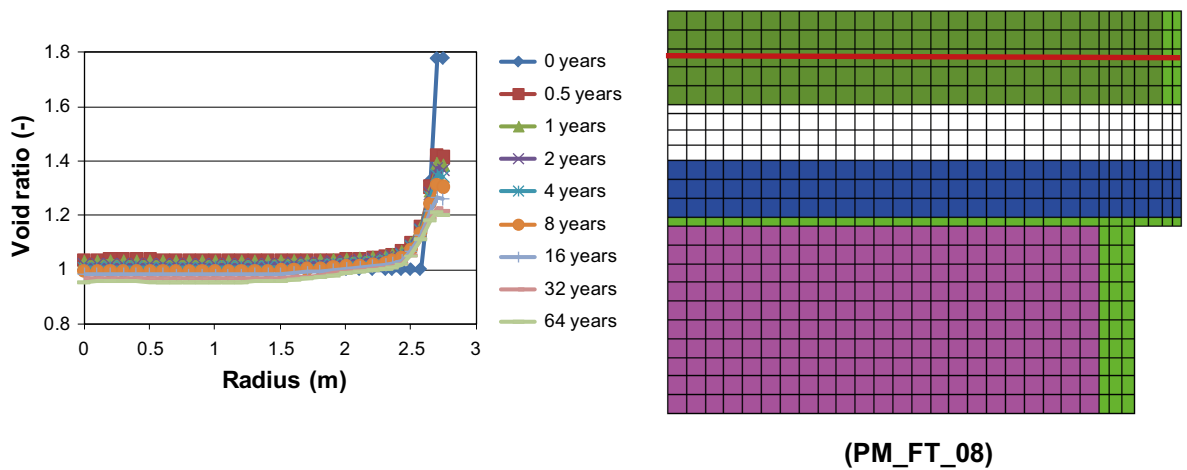 1.8
1.6
1.4
1.2
1
0.8
Void ratio (-)
0
0.5
1
1.5
2
2.5
3
Radius (m)
0 years
0.5 years
1 years
2 years
4 years
8 years
16 years
32 years
64 years
(PM_FT_08)